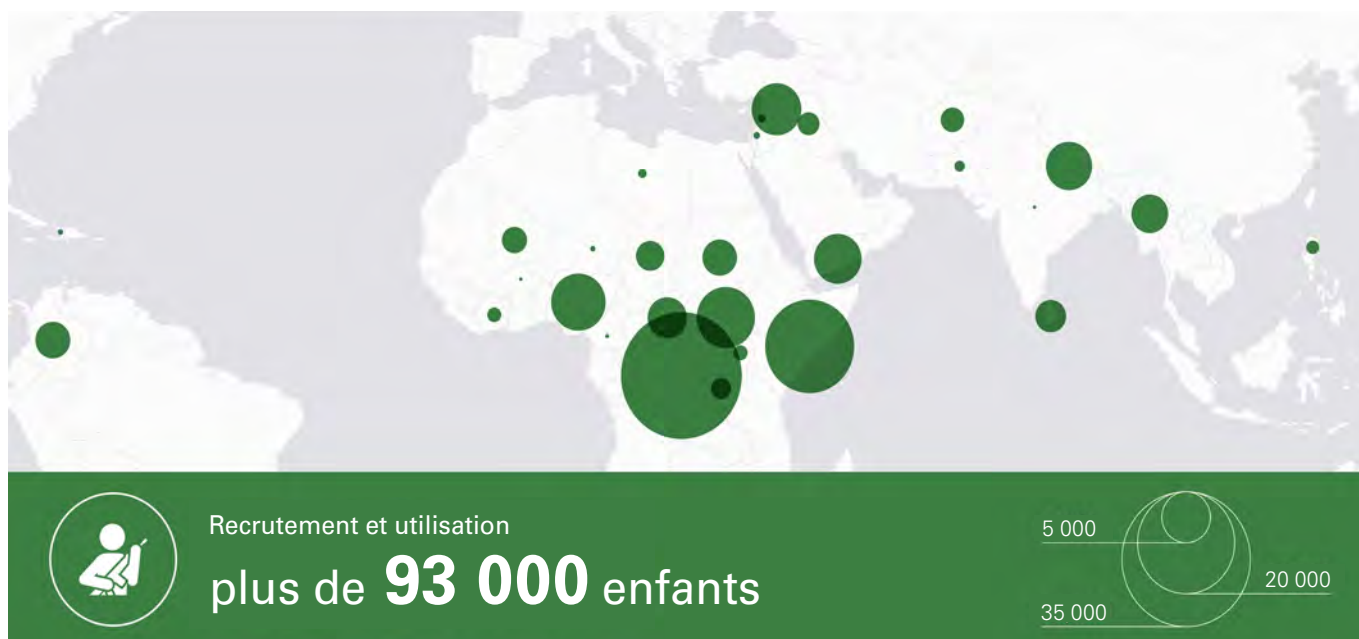 Recrutement et utilisation
plus de 93 000 enfants
5 000
20 000
35 000